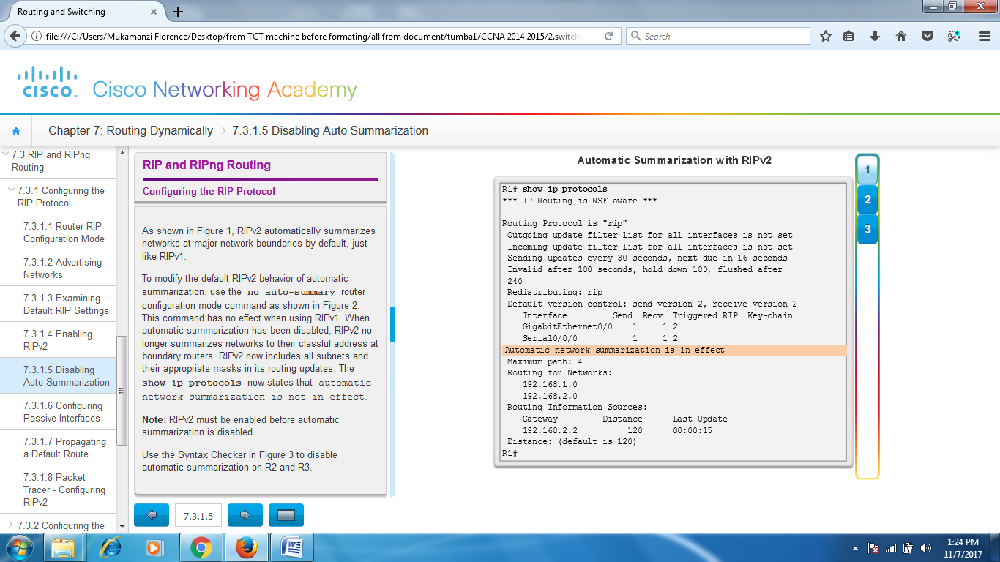 Routing and Switching
file:///C:/Users/Mukamanzi Florence/Desktop/from TCT machine before formating/all from document/tumba1/CCNA 2014.2015/2.switch
Search
CISCO.
Cisco Networking Academy
Chapter 7: Routing Dynamically
7.3.1.5 Disabling Auto Summarization
7.3 RIP and RIPng
Routing
7.3.1 Configuring the
RIP Protocol
7.3.1.1 Router RIP
Configuration Mode
7.3.1.2 Advertising
Networks
7.3.1.3 Examining
Default RIP Settings
7.3.1.4 Enabling
RIPv2
7.3.1.5 Disabling
Auto Summarization
7.3.1.6 Configuring
Passive Interfaces
7.3.1.7 Propagating
a Default Route
7.3.1.8 Packet
Tracer - Configuring
RIPv2
7.3.2 Configuring the
RIP and RIPng Routing
Configuring the RIP Protocol
As shown in Figure 1, RIPv2 automatically summarizes
networks at major network boundaries by default, just
like RIPv1.
To modify the default RIPv2 behavior of automatic
summarization, use the no auto-summary router
configuration mode command as shown in Figure 2.
This command has no effect when using RIPv1. When
automatic summarization has been disabled, RIPv2 no
longer summarizes networks to their classful address at
boundary routers. RIPv2 now includes all subnets and
their appropriate masks in its routing updates. The
show ip protocols now states that automatic
network summarization is not in effect.
Note: RIPv2 must be enabled before automatic
summarization is disabled.
Use the Syntax Checker in Figure 3 to disable
automatic summarization on R2 and R3.
7.3.1.5
Automatic Summarization with RIPv2
R1# show ip protocols
*** IP Routing is NSF aware ***
Routing Protocol is "rip"
Outgoing update filter list for all interfaces is not set
Incoming update filter list for all interfaces is not set
Sending updates every 30 seconds, next due in 16 seconds
Invalid after 180 seconds, hold down 180, flushed after
240
Redistributing: rip
Default version control: send version 2, receive version 2
Interface Send Recv Triggered RIP Key-chain
GigabitEthernet0/0 1 1 2
Serial0/0/0 1 1 2
Automatic network summarization is in effect
Maximum path: 4
Routing for Networks:
192.168.1.0
192.168.2.0
Routing Information Sources:
Gateway Distance Last Update
192.168.2.2 120 00:00:15
Distance: (default is 120)
R1#
1
2
3
1:24 PM
11/7/2017